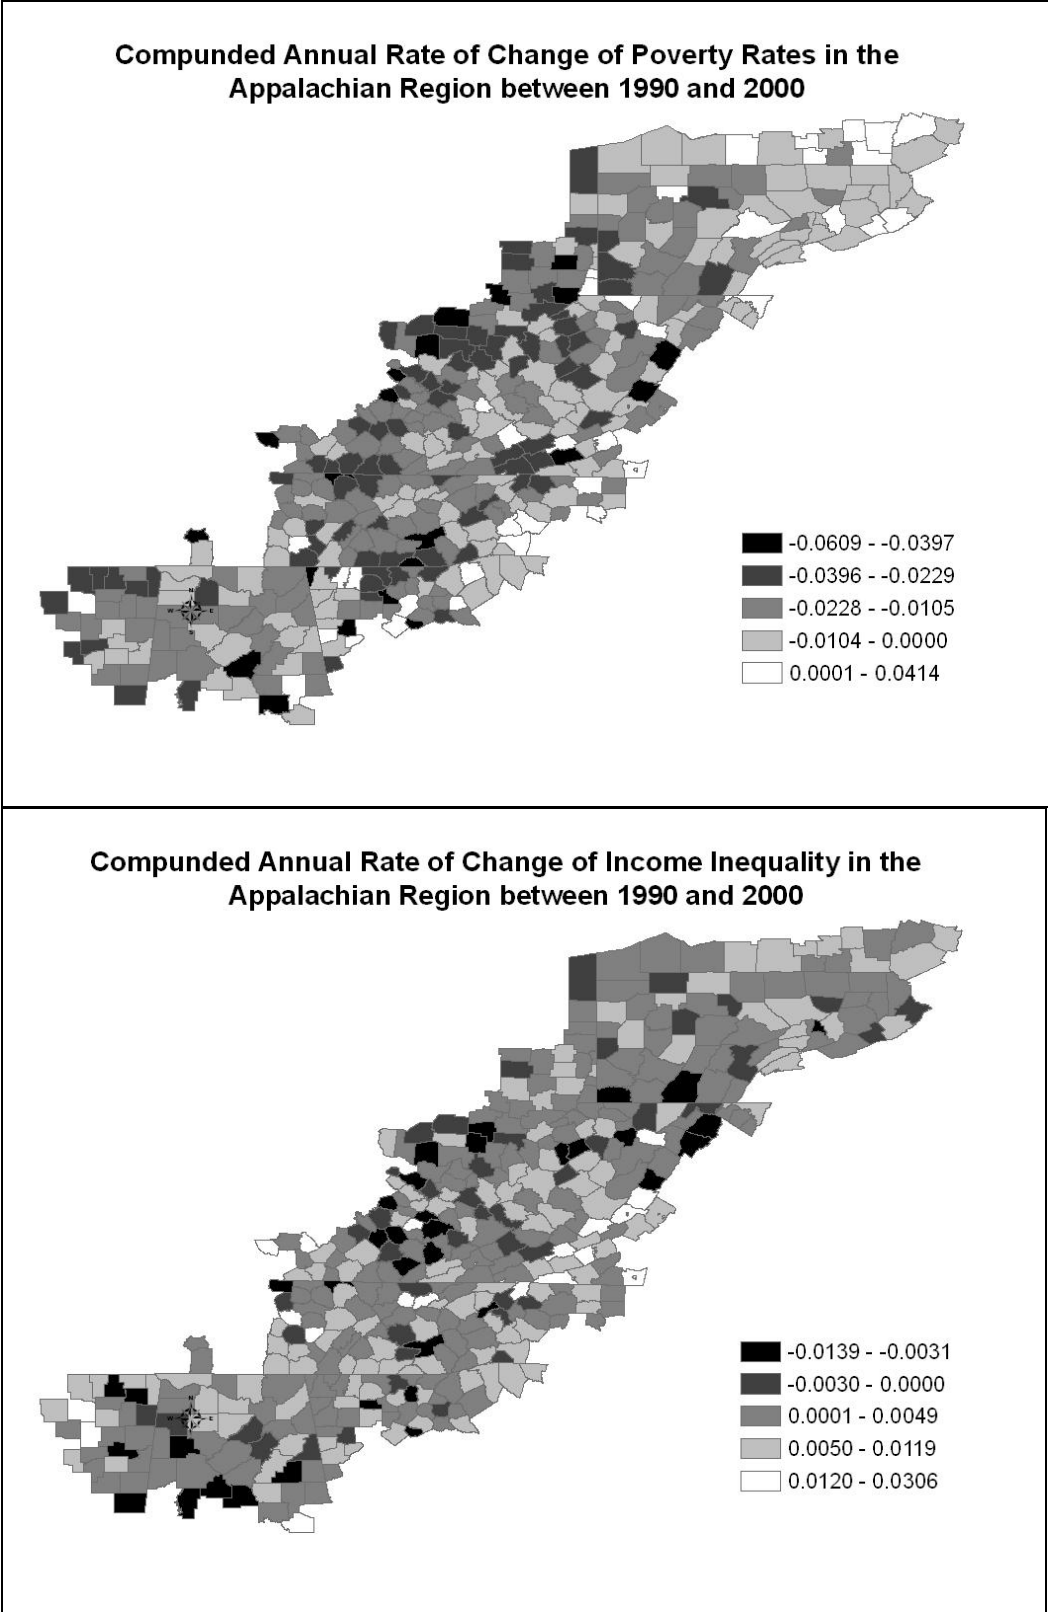 Compunded Annual Rate of Change of Poverty Rates in the
Appalachian Region between 1990 and 2000
N
W E
S
-0.0609 - -0.0397
-0.0396 - -0.0229
-0.0228 - -0.0105
-0.0104 - 0.0000
0.0001 - 0.0414
Compunded Annual Rate of Change of Income Inequality in the
Appalachian Region between 1990 and 2000
N
W E
S
-0.0139 - -0.0031
-0.0030 - 0.0000
0.0001 - 0.0049
0.0050 - 0.0119
0.0120 - 0.0306